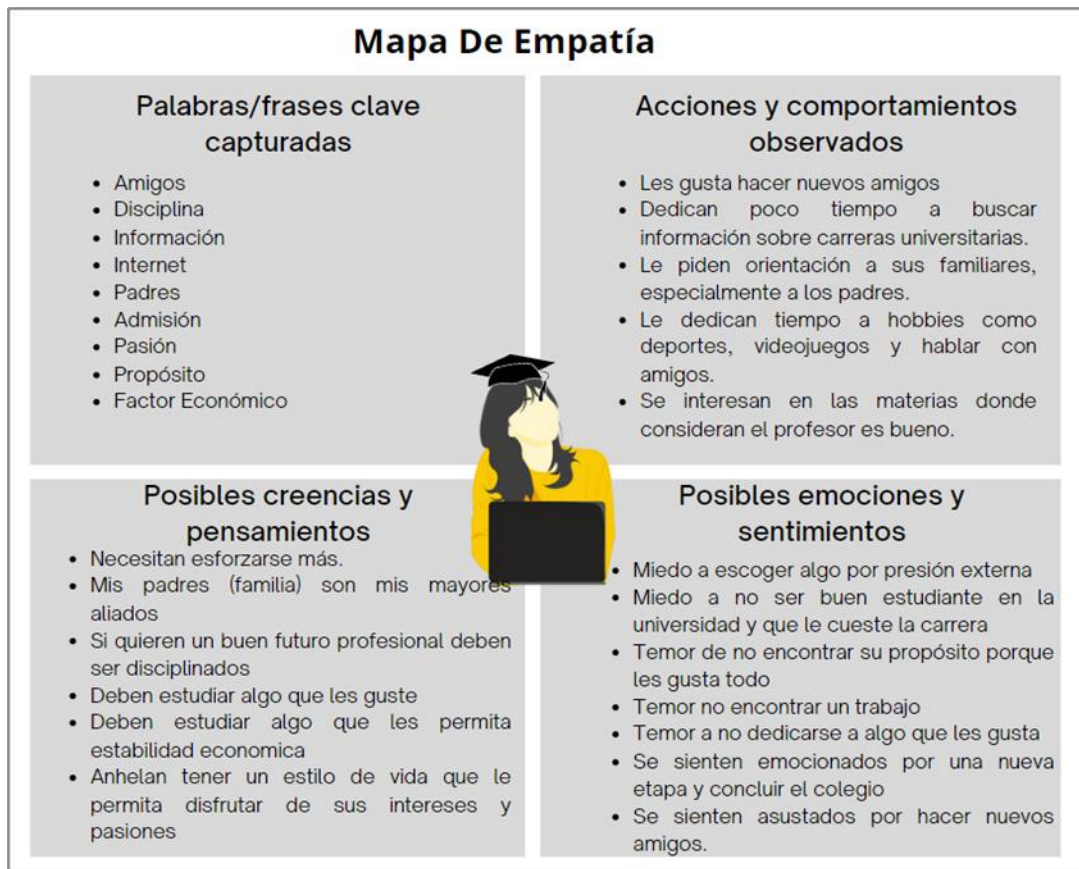 Mapa De Empatía
Palabras/frases clave
capturadas
• Amigos
• Disciplina
• Información
• Internet
• Padres
• Admisión
• Pasión
• Propósito
• Factor Económico
Acciones y comportamientos
observados
• Les gusta hacer nuevos amigos
• Dedican poco tiempo a buscar
información sobre carreras universitarias.
• Le piden orientación a sus familiares,
especialmente a los padres.
• Le dedican tiempo a hobbies como
deportes, videojuegos y hablar con
amigos.
• Se interesan en las materias donde
consideran el profesor es bueno.
Posibles creencias y
pensamientos
• Necesitan esforzarse más.
• Mis padres (familia) son mis mayores
aliados
• Si quieren un buen futuro profesional deben
ser disciplinados
• Deben estudiar algo que les guste
• Deben estudiar algo que les permita
estabilidad economica
• Anhelan tener un estilo de vida que le
permita disfrutar de sus intereses y
pasiones
Posibles emociones y
sentimientos
• Miedo a escoger algo por presión externa
• Miedo a no ser buen estudiante en la
universidad y que le cueste la carrera
• Temor de no encontrar su propósito porque
les gusta todo
• Temor no encontrar un trabajo
• Temor a no dedicarse a algo que les gusta
• Se sienten emocionados por una nueva
etapa y concluir el colegio
• Se sienten asustados por hacer nuevos
amigos.